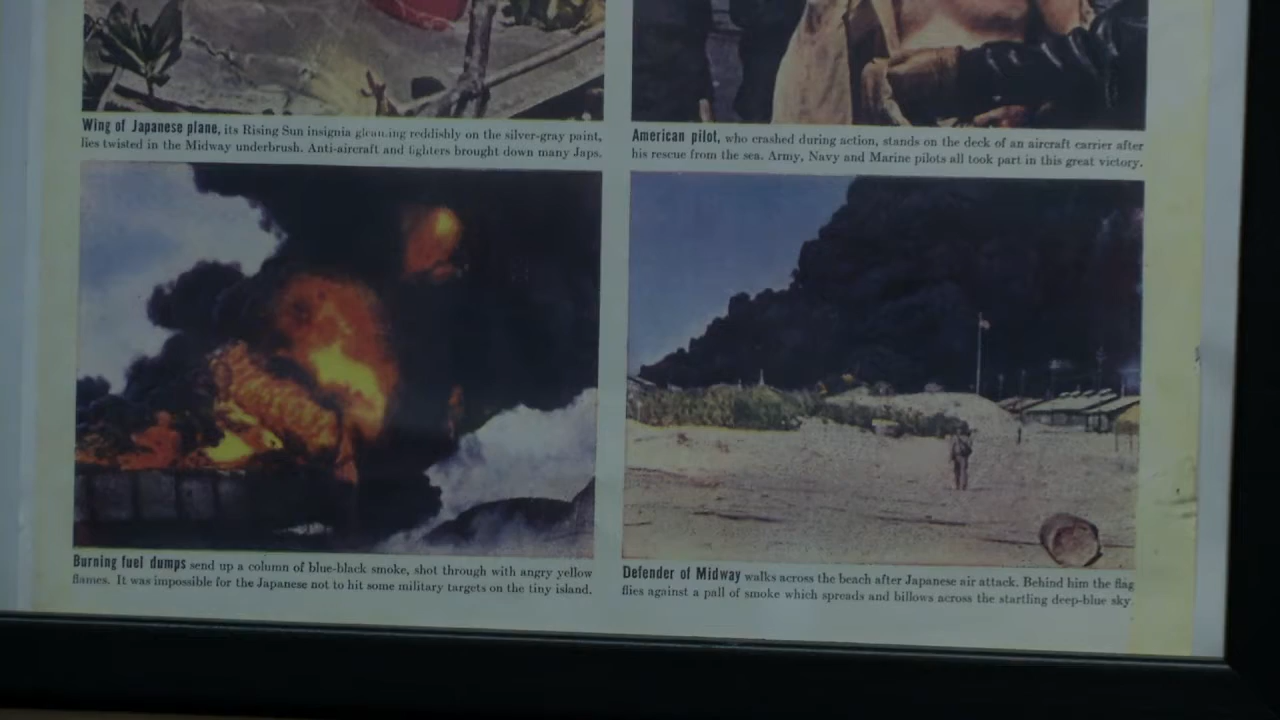 Wing of Japanese plane, its Rising Sun insignia gleaming reddishly on the silver-gray paint,
lies twisted in the Midway underbrush. Anti-aircraft and fighters brought down many Japs.
American pilot, who crashed during action, stands on the deck of an aircraft carrier after
his rescue from the sea. Army, Navy and Marine pilots all took part in this great victory.
Burning fuel dumps send up a column of blue-black smoke, shot through with angry yellow
flames. It was impossible for the Japanese not to hit some military targets on the tiny island.
Defender of Midway walks across the beach after Japanese air attack. Behind him the flag
flies against a pall of smoke which spreads and billows across the startling deep-blue sky.